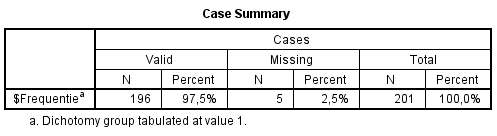 Case Summary
Cases
Valid Missing Total
N Percent N Percent N Percent
$Frequentieᵃ 196 97,5% 5 2,5% 201 100,0%
a. Dichotomy group tabulated at value 1.